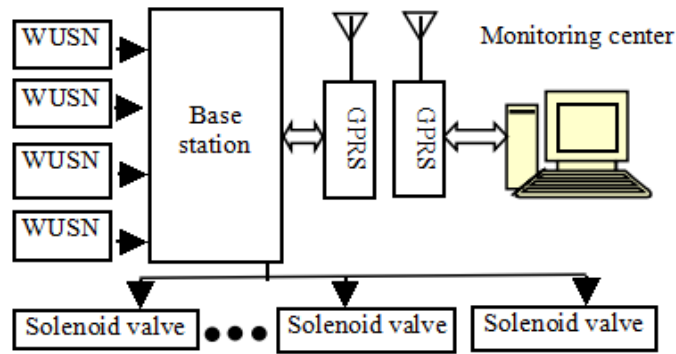 WUSN
WUSN
WUSN
WUSN
Base
station
GPRS
GPRS
Monitoring center
Solenoid valve
Solenoid valve
Solenoid valve